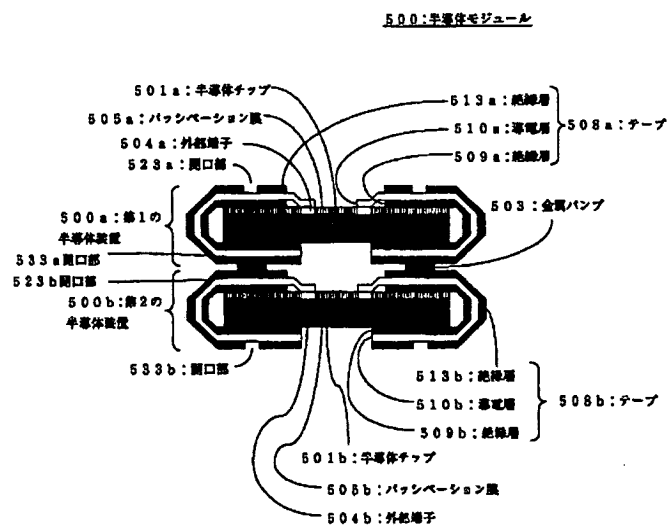 500:半導体モジュール
501a:半導体チップ
505a:パッシベーション膜
504a:外部端子
523a:開口部
500a:第1の
半導体装置
533a開口部
523b開口部
500b:第2の
半導体装置
533b:開口部
513a:絶縁層
510a:導電層
509a:絶縁層
508a:テープ
503:金属バンプ
513b:絶縁層
510b:導電層
509b:絶縁層
508b:テープ
501b:半導体チップ
505b:パッシベーション膜
504b:外部端子